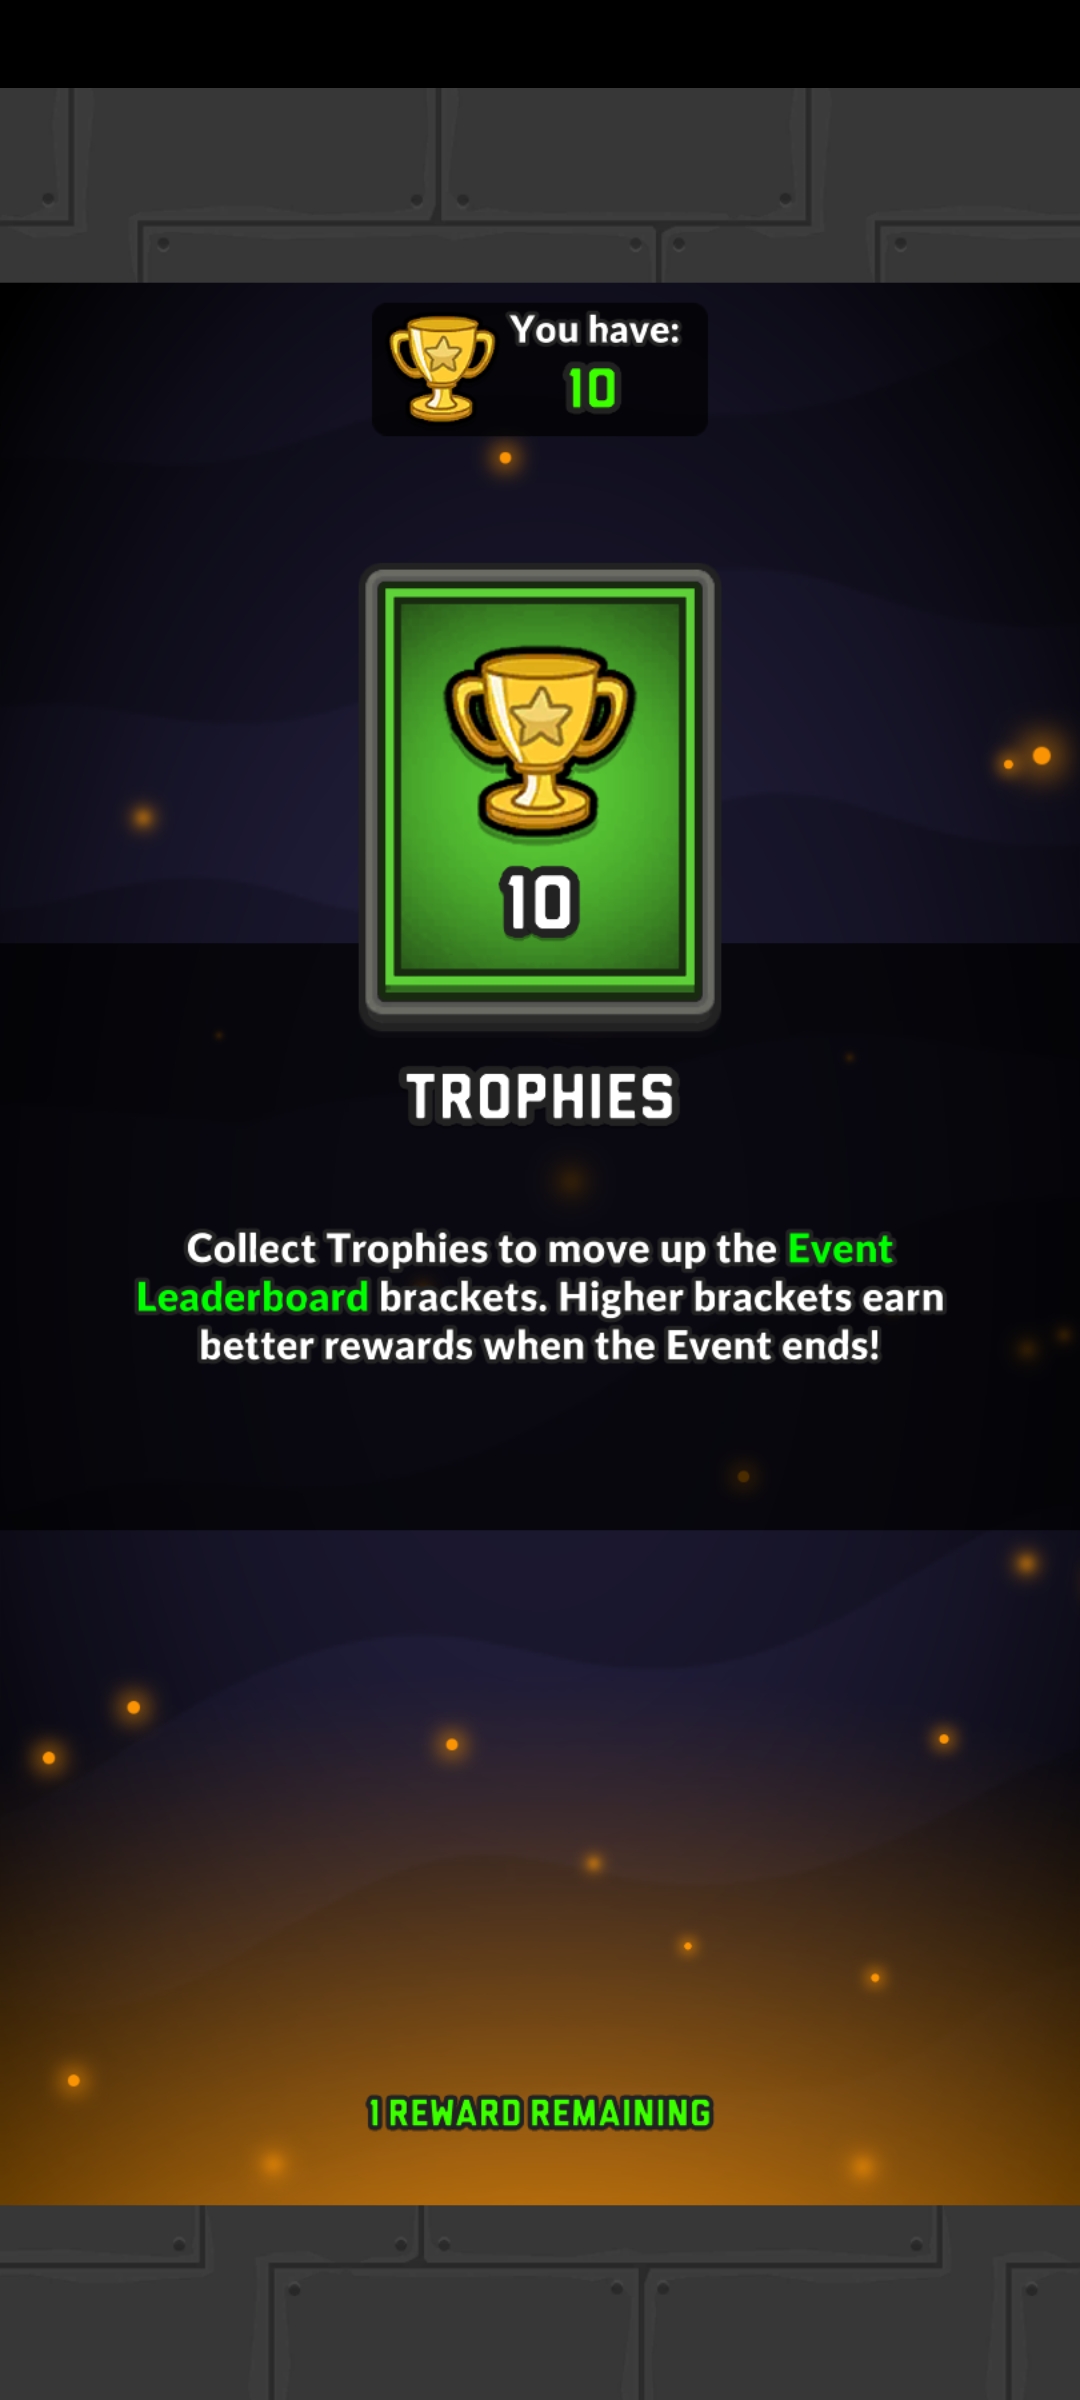 You have:
10
10
TROPHIES
Collect Trophies to move up the Event
Leaderboard brackets. Higher brackets earn
better rewards when the Event ends!
1 REWARD REMAINING